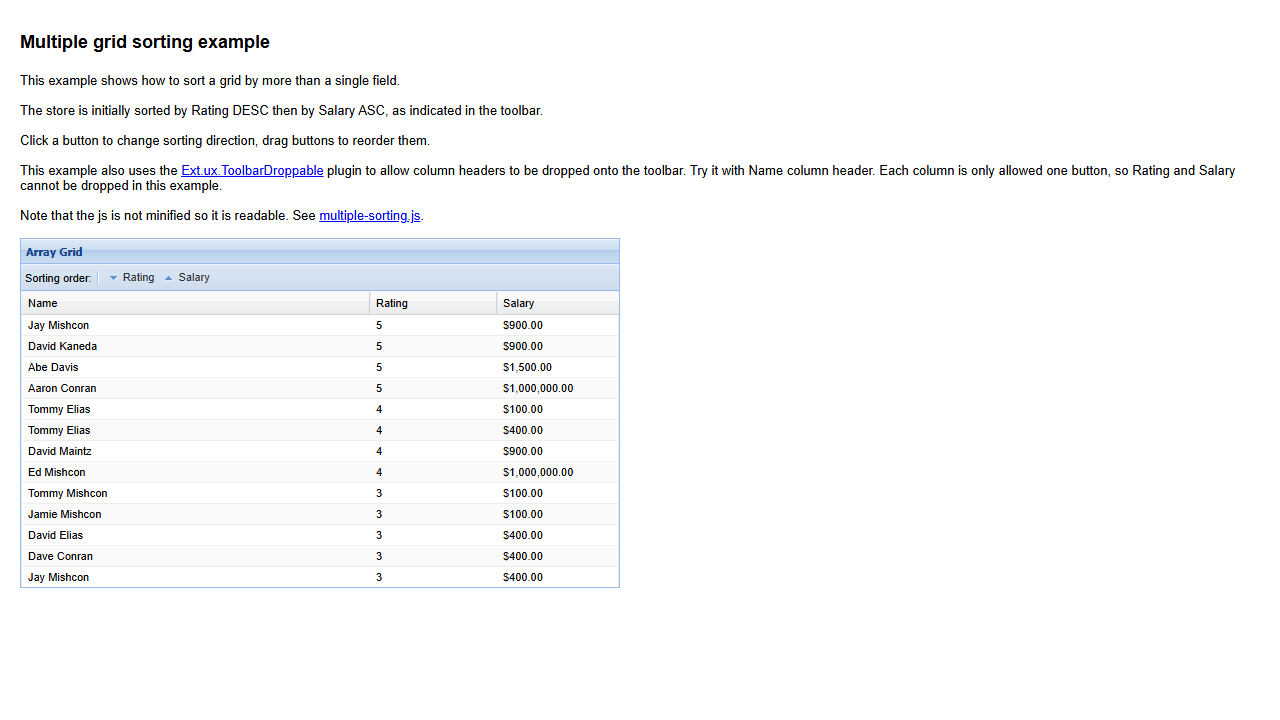 Multiple grid sorting example
This example shows how to sort a grid by more than a single field.
The store is initially sorted by Rating DESC then by Salary ASC, as indicated in the toolbar.
Click a button to change sorting direction, drag buttons to reorder them.
This example also uses the Ext.ux.ToolbarDroppable plugin to allow column headers to be dropped onto the toolbar. Try it with Name column header. Each column is only allowed one button, so Rating and Salary
cannot be dropped in this example.
Note that the js is not minified so it is readable. See multiple-sorting.js.
Array Grid
Sorting order: Rating Salary
Name Rating Salary
Jay Mishcon 5 $900.00
David Kaneda 5 $900.00
Abe Davis 5 $1,500.00
Aaron Conran 5 $1,000,000.00
Tommy Elias 4 $100.00
Tommy Elias 4 $400.00
David Maintz 4 $900.00
Ed Mishcon 4 $1,000,000.00
Tommy Mishcon 3 $100.00
Jamie Mishcon 3 $100.00
David Elias 3 $400.00
Dave Conran 3 $400.00
Jay Mishcon 3 $400.00